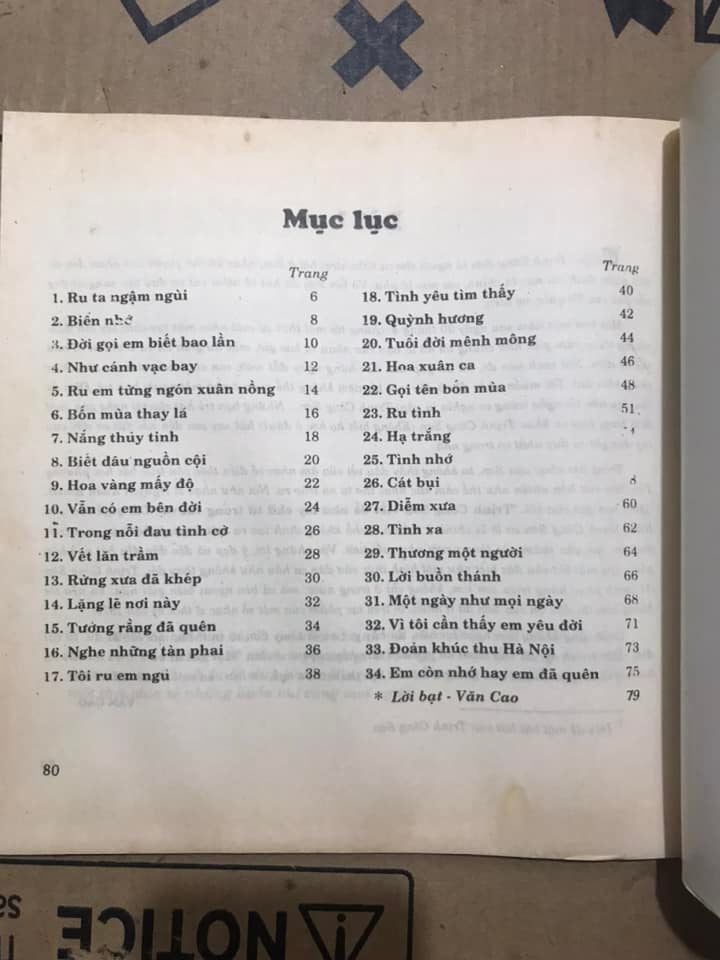 Mục lục
Trang
1. Ru ta ngậm ngùi 6
2. Biển nhớ 8
3. Đời gọi em biết bao lần 10
4. Như cánh vạc bay 12
5. Ru em từng ngón xuân nồng 14
6. Bốn mùa thay lá 16
7. Nắng thủy tinh 18
8. Biết đâu nguồn cội 20
9. Hoa vàng mấy độ 22
10. Vẫn có em bên đời 24
11. Trong nỗi đau tình cờ 26
12. Vết lăn trầm 28
13. Rừng xưa đã khép 30
14. Lặng lẽ nơi này 32
15. Tưởng rằng đã quên 34
16. Nghe những tàn phai 36
17. Tôi ru em ngủ 38
Trang
18. Tình yêu tìm thấy 40
19. Quỳnh hương 42
20. Tuổi đời mênh mông 44
21. Hoa xuân ca 46
22. Gọi tên bốn mùa 48
23. Ru tình 51
24. Hạ trắng
25. Tình nhớ
26. Cát bụi 8
27. Diễm xưa 60
28. Tình xa 62
29. Thương một người 64
30. Lời buồn thánh 66
31. Một ngày như mọi ngày 68
32. Vì tôi cần thấy em yêu đời 71
33. Đoản khúc thu Hà Nội 73
34. Em còn nhớ hay em đã quên 75
* Lời bạt - Văn Cao 79
80
NOTICE